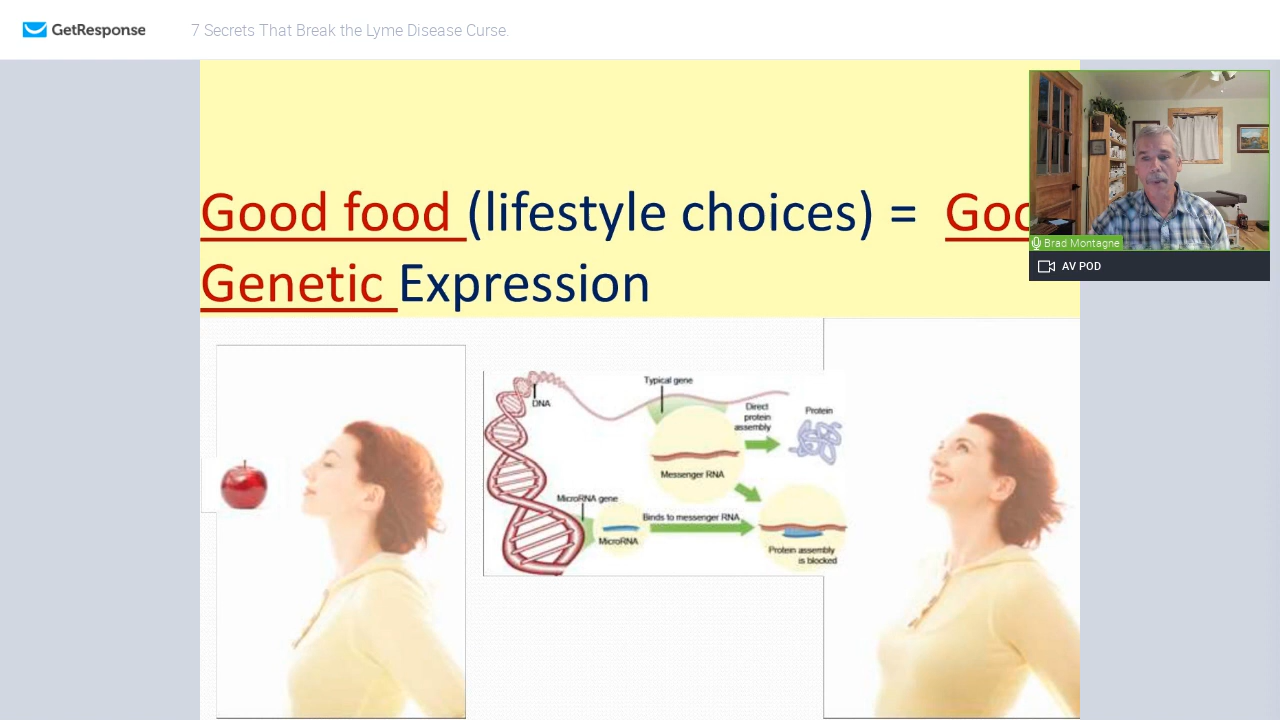 GetResponse
7 Secrets That Break the Lyme Disease Curse.
Good food (lifestyle choices) =
Genetic Expression
Brad Montagne
AV POD
DNA
Typical gene
Direct
protein
assembly
Protein
Messenger RNA
MicroRNA gene
Binds to messenger RNA
MicroRNA
Protein assembly
is blocked